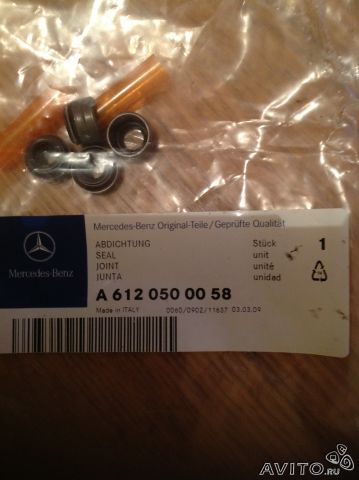 Mercedes-Benz Original-Teile/Geprüfte Qualität
Mercedes-Benz
ABDICHTUNG
SEAL
JOINT
JUNTA
Stück
unit
unité
unidad
1
A 612 050 00 58
Made in ITALY 0060/0902/11637 03.03.09
AVITO.RU